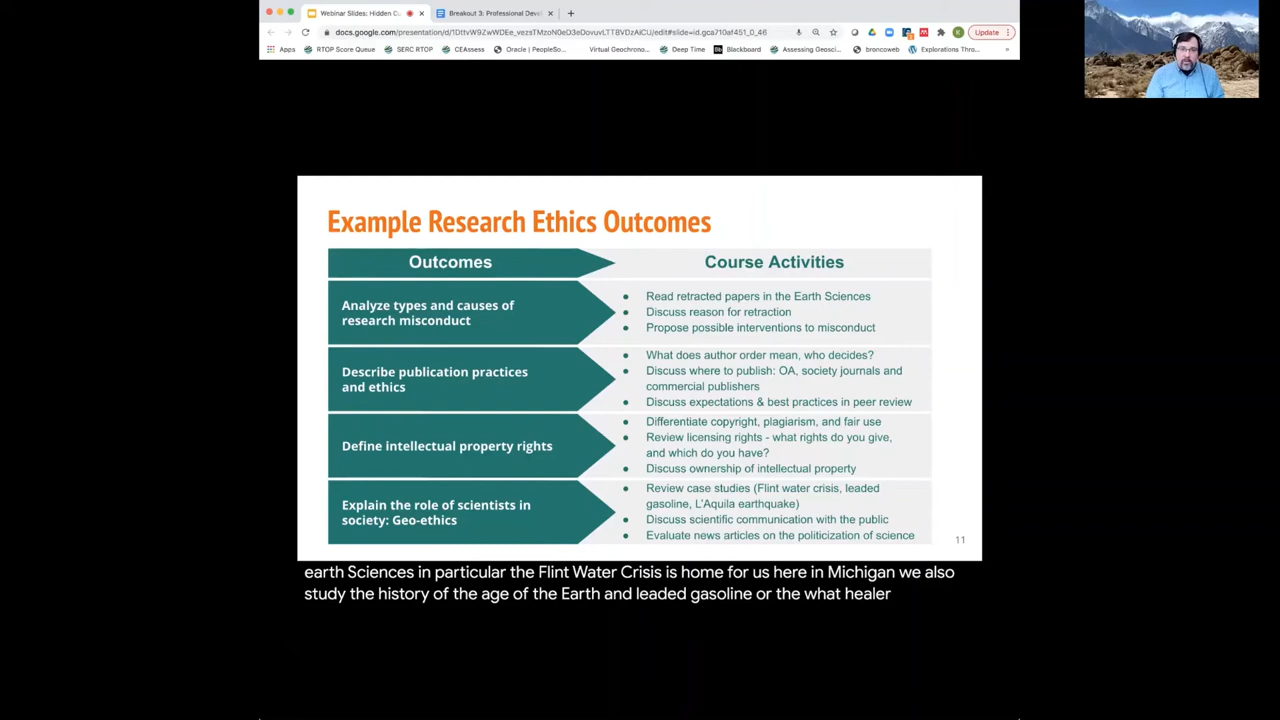 Webinar Slides: Hidden Cu
Breakout 3: Professional Deve
docs.google.com/presentation/d/
Update
Apps RTOP Score Queue SERC RTOP CEAssess Oracle | PeopleSo... Virtual Geochrono... Deep Time Blackboard Assessing Geosci... broncoweb Explorations Thro... »
Example Research Ethics Outcomes
Outcomes
Course Activities
Analyze types and causes of
research misconduct
● Read retracted papers in the Earth Sciences
● Discuss reason for retraction
● Propose possible interventions to misconduct
Describe publication practices
and ethics
● What does author order mean, who decides?
● Discuss where to publish: OA, society journals and
commercial publishers
● Discuss expectations & best practices in peer review
Define intellectual property rights
● Differentiate copyright, plagiarism, and fair use
● Review licensing rights - what rights do you give,
and which do you have?
● Discuss ownership of intellectual property
Explain the role of scientists in
society: Geo-ethics
● Review case studies (Flint water crisis, leaded
gasoline, L'Aquila earthquake)
● Discuss scientific communication with the public
● Evaluate news articles on the politicization of science
11
earth Sciences in particular the Flint Water Crisis is home for us here in Michigan we also
study the history of the age of the Earth and leaded gasoline or the what healer